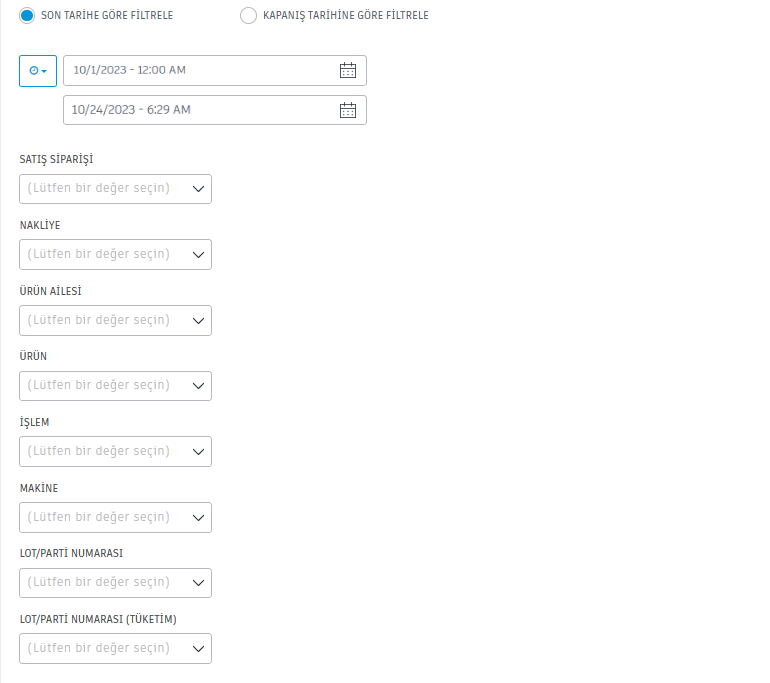 SON TARİHE GÖRE FİLTRELE
KAPANIŞ TARİHİNE GÖRE FİLTRELE
10/1/2023 - 12:00 AM
10/24/2023 - 6:29 AM
SATIŞ SİPARİŞİ
(Lütfen bir değer seçin)
NAKLİYE
(Lütfen bir değer seçin)
ÜRÜN AİLESİ
(Lütfen bir değer seçin)
ÜRÜN
(Lütfen bir değer seçin)
İŞLEM
(Lütfen bir değer seçin)
MAKİNE
(Lütfen bir değer seçin)
LOT/PARTİ NUMARASI
(Lütfen bir değer seçin)
LOT/PARTİ NUMARASI (TÜKETİM)
(Lütfen bir değer seçin)